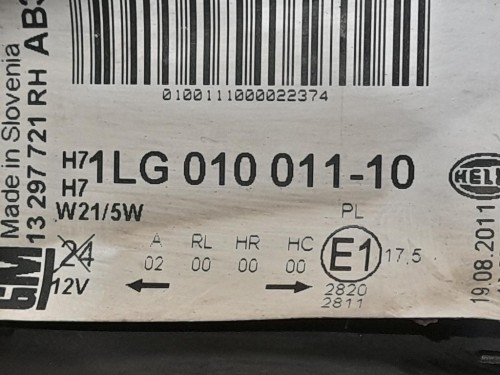 0100111000022374
H7 1LG 010 011-10
H7
W21/5W
PL
24
12V
A RL HR HC
02 00 00 00
E1 17,5
2820
2811
GM
Made in Slovenia
13 297 721 RH
HELL
19.08.2011